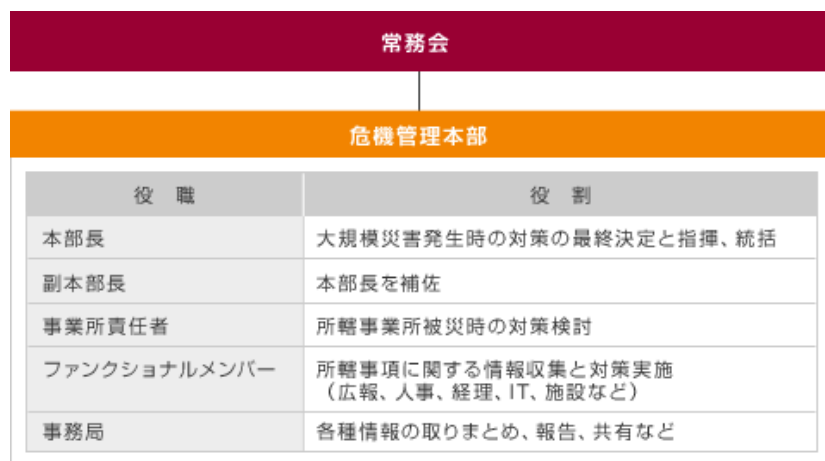 常務会
危機管理本部
役 職 役 割
本部長 大規模災害発生時の対策の最終決定と指揮、統括
副本部長 本部長を補佐
事業所責任者 所轄事業所被災時の対策検討
ファンクショナルメンバー 所轄事項に関する情報収集と対策実施
（広報、人事、経理、IT、施設など）
事務局 各種情報の取りまとめ、報告、共有など